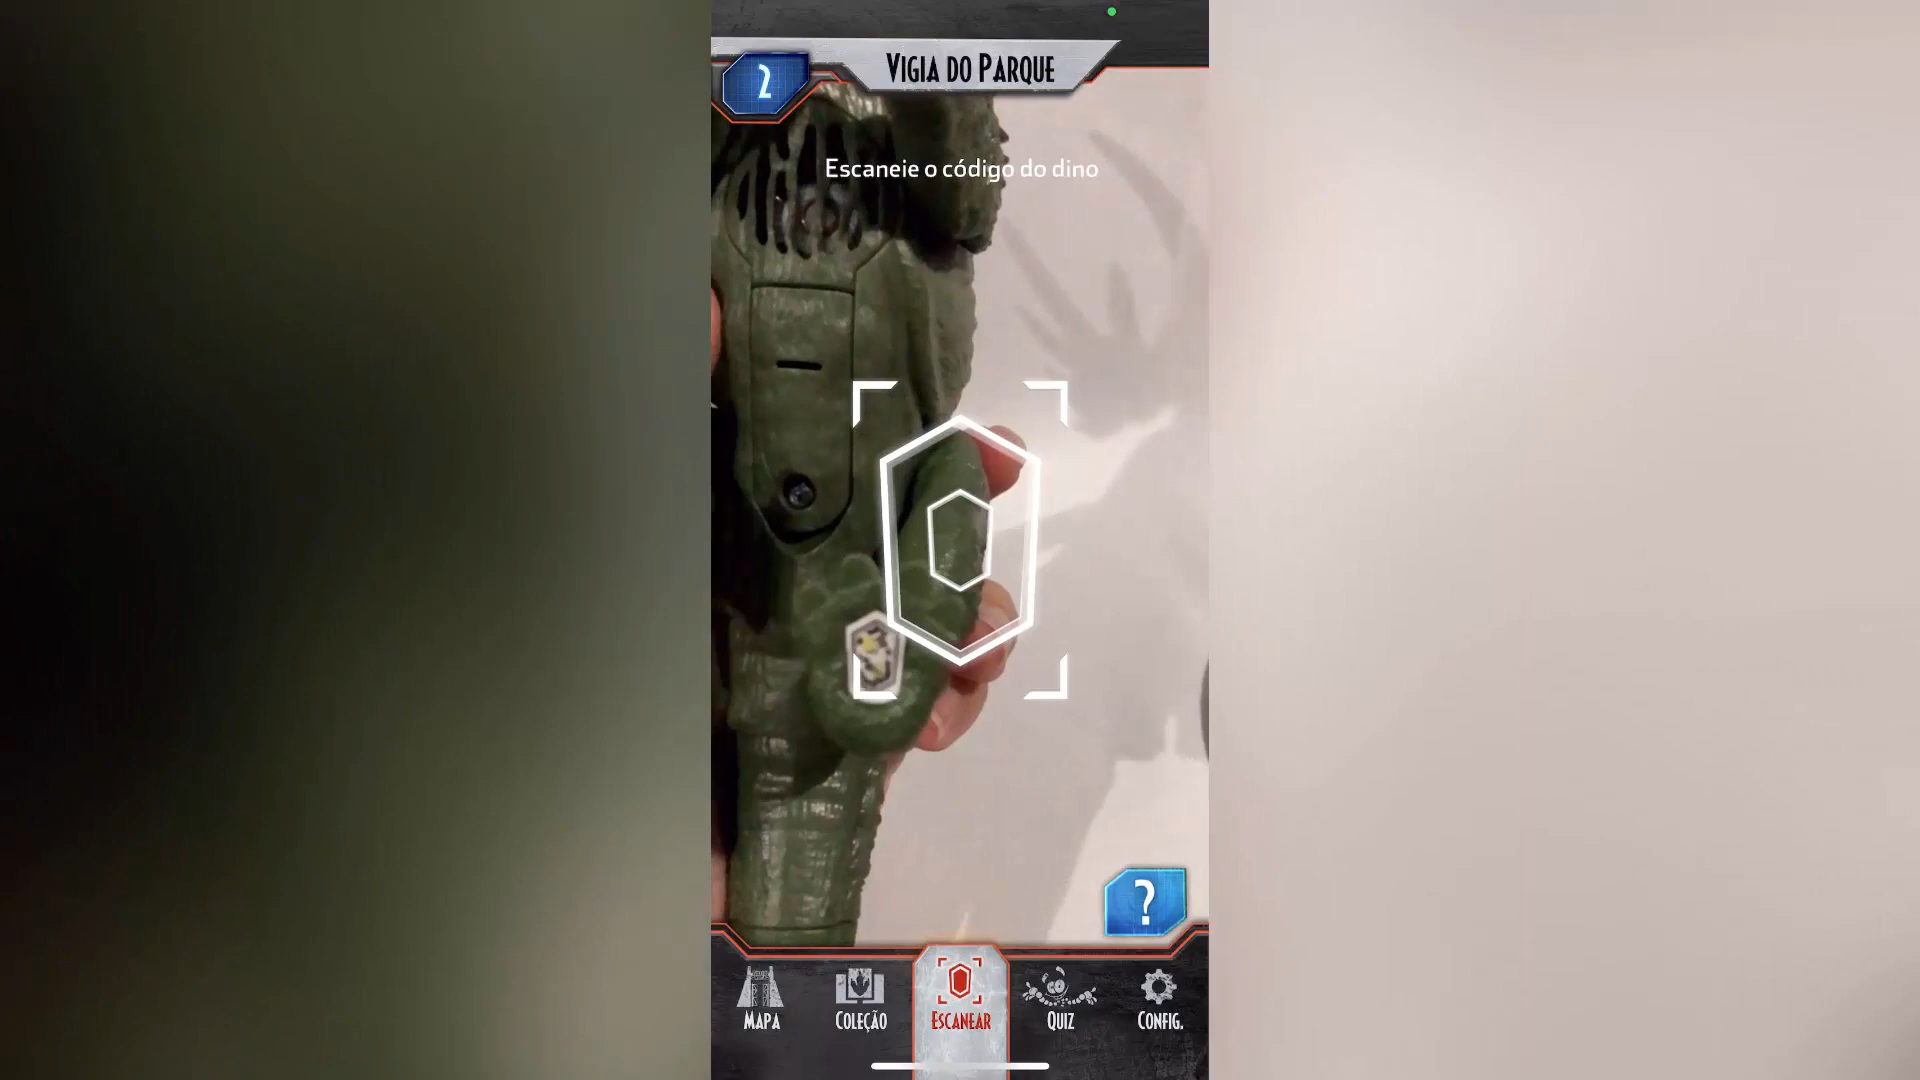 2
VIGIA DO PARQUE
Escaneie o código do dino
?
MAPA
COLEÇÃO
ESCANEAR
QUIZ
CONFIG.